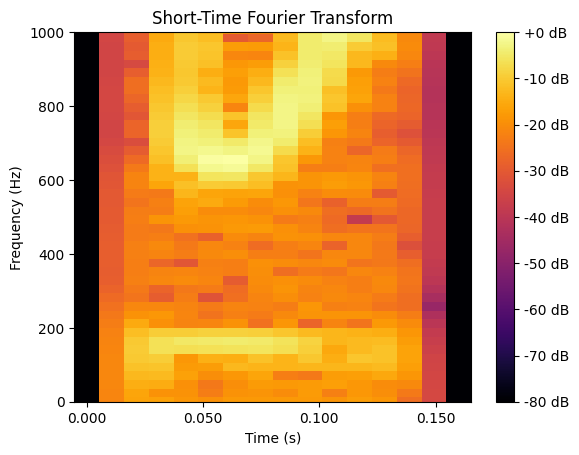 Short-Time Fourier Transform
1000
800
600
400
200
0
Frequency (Hz)
0.000
0.050
0.100
0.150
Time (s)
+0 dB
-10 dB
-20 dB
-30 dB
-40 dB
-50 dB
-60 dB
-70 dB
-80 dB